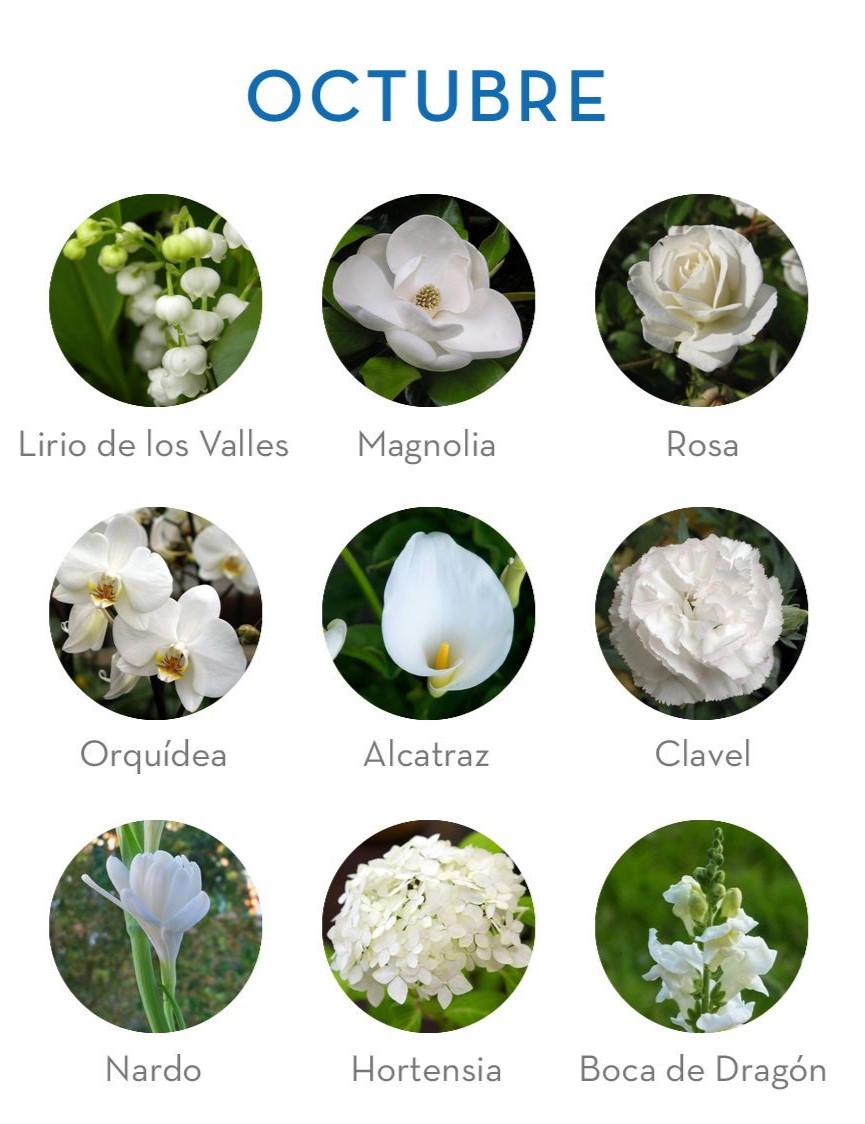 OCTUBRE
Lirio de los Valles
Magnolia
Rosa
Orquídea
Alcatraz
Clavel
Nardo
Hortensia
Boca de Dragón